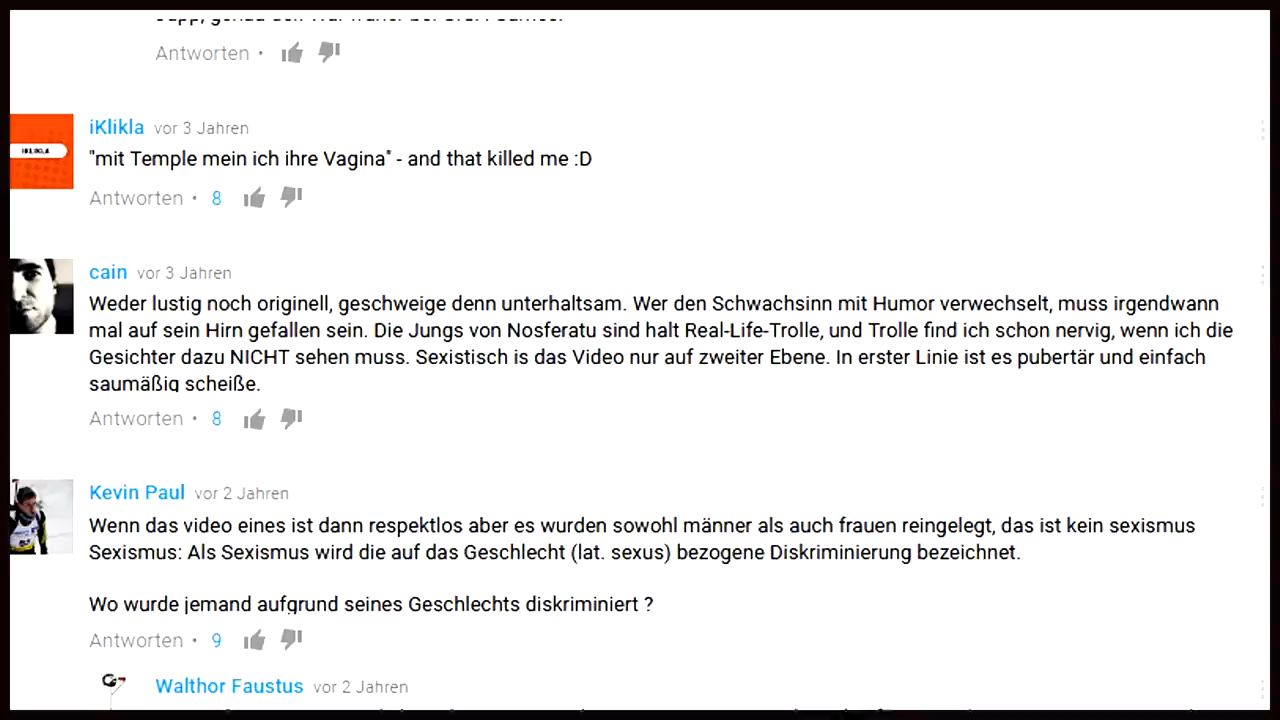 Antworten •
iKlikla vor 3 Jahren
"mit Temple mein ich ihre Vagina" - and that killed me :D
Antworten • 8
cain vor 3 Jahren
Weder lustig noch originell, geschweige denn unterhaltsam. Wer den Schwachsinn mit Humor verwechselt, muss irgendwann
mal auf sein Hirn gefallen sein. Die Jungs von Nosferatu sind halt Real-Life-Trolle, und Trolle find ich schon nervig, wenn ich die
Gesichter dazu NICHT sehen muss. Sexistisch is das Video nur auf zweiter Ebene. In erster Linie ist es pubertär und einfach
saumäßig scheiße.
Antworten • 8
Kevin Paul vor 2 Jahren
Wenn das video eines ist dann respektlos aber es wurden sowohl männer als auch frauen reingelegt, das ist kein sexismus
Sexismus: Als Sexismus wird die auf das Geschlecht (lat. sexus) bezogene Diskriminierung bezeichnet.
Wo wurde jemand aufgrund seines Geschlechts diskriminiert ?
Antworten • 9
Walthor Faustus vor 2 Jahren